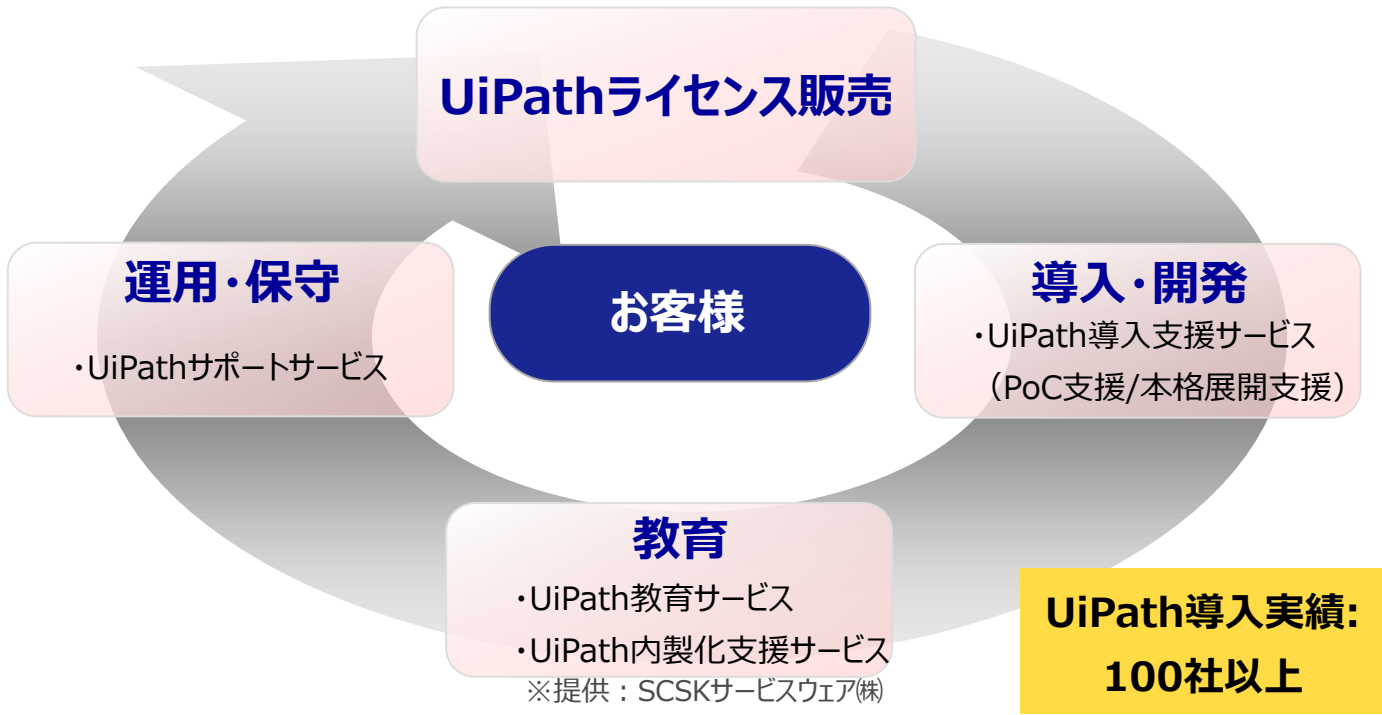 UiPathライセンス販売
運用・保守
・UiPathサポートサービス
お客様
導入・開発
・UiPath導入支援サービス
（PoC支援/本格展開支援）
教育
・UiPath教育サービス
・UiPath内製化支援サービス
※提供：SCSKサービスウェア㈱
UiPath導入実績:
100社以上